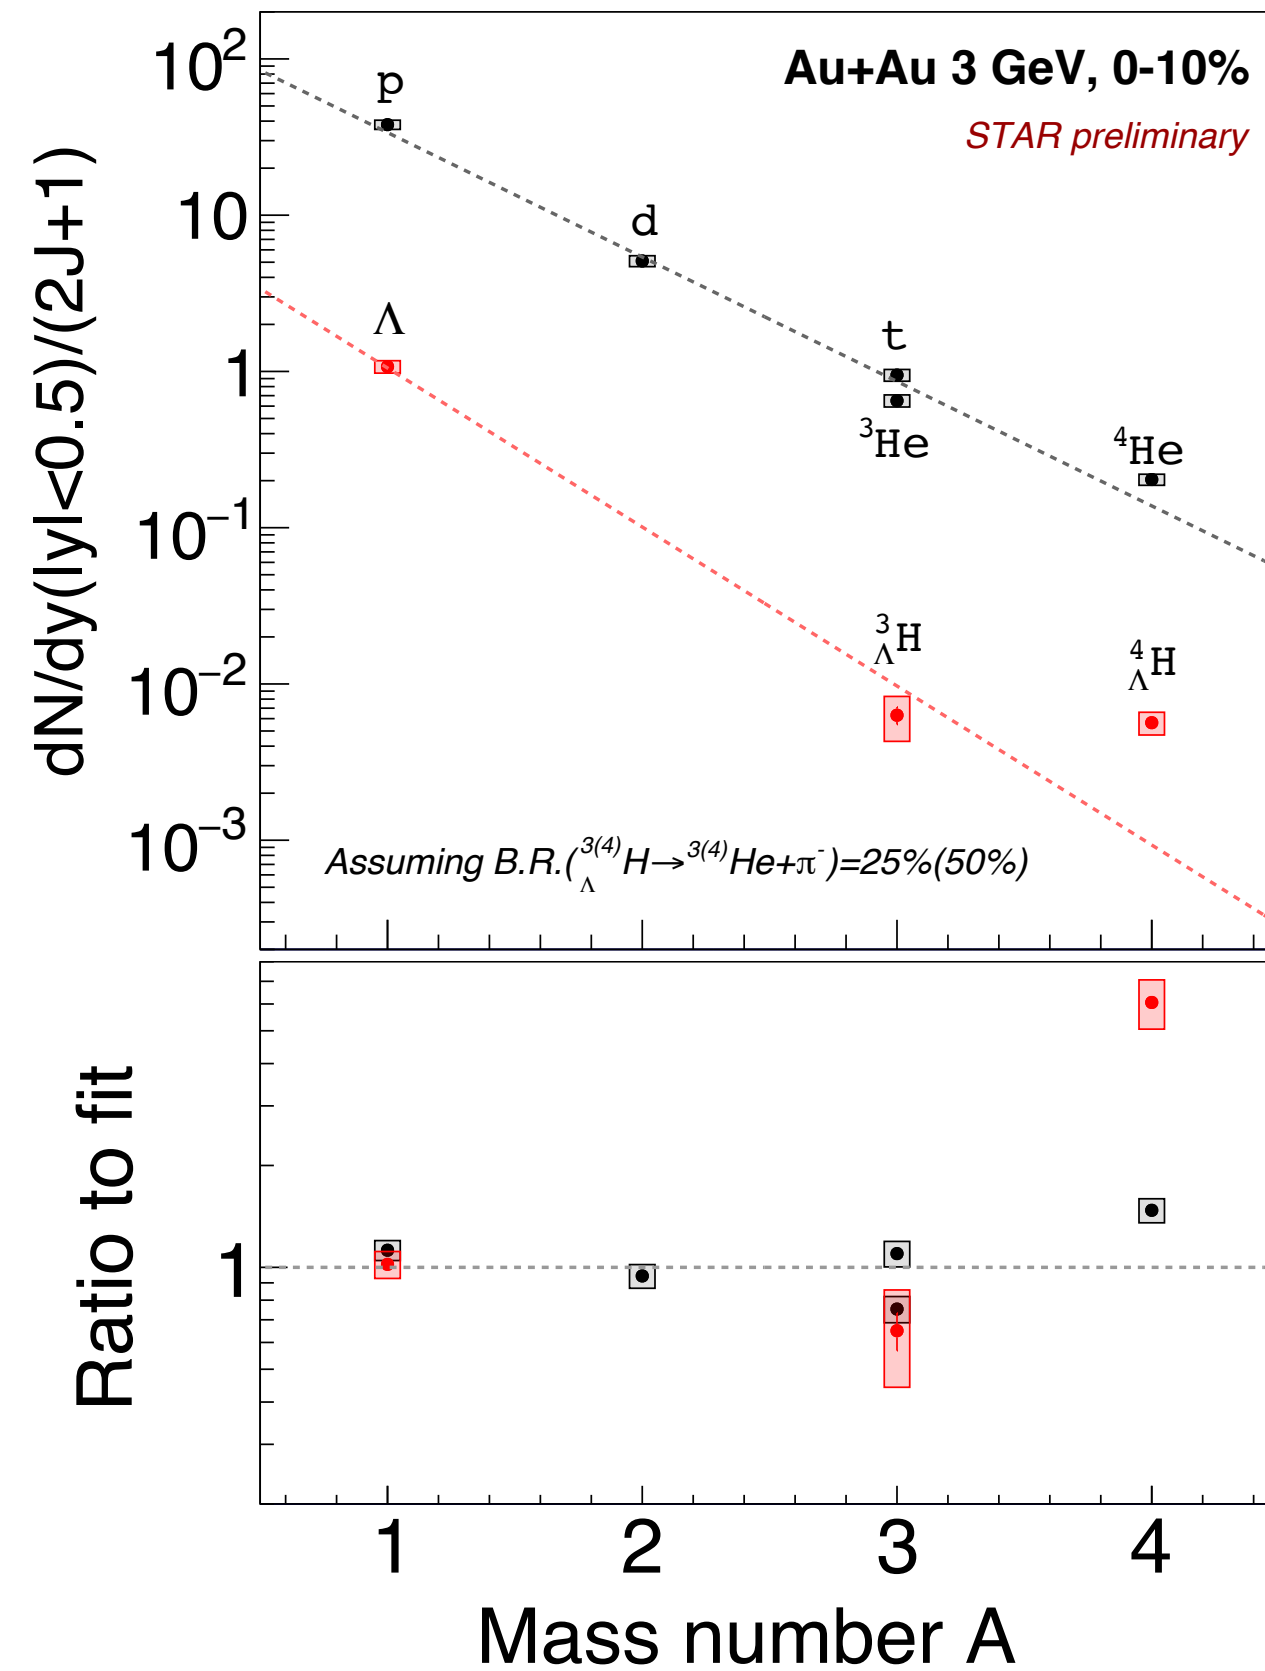 Au+Au 3 GeV, 0-10%
STAR preliminary
dN/dy(|y|<0.5)/(2J+1)
10²
10
1
10⁻¹
10⁻²
10⁻³
p
d
t
³He
⁴He
Λ
³ΛH
⁴ΛH
Assuming B.R.(³⁽⁴⁾ΛH→³⁽⁴⁾He+π⁻)=25%(50%)
Ratio to fit
1
1 2 3 4
Mass number A